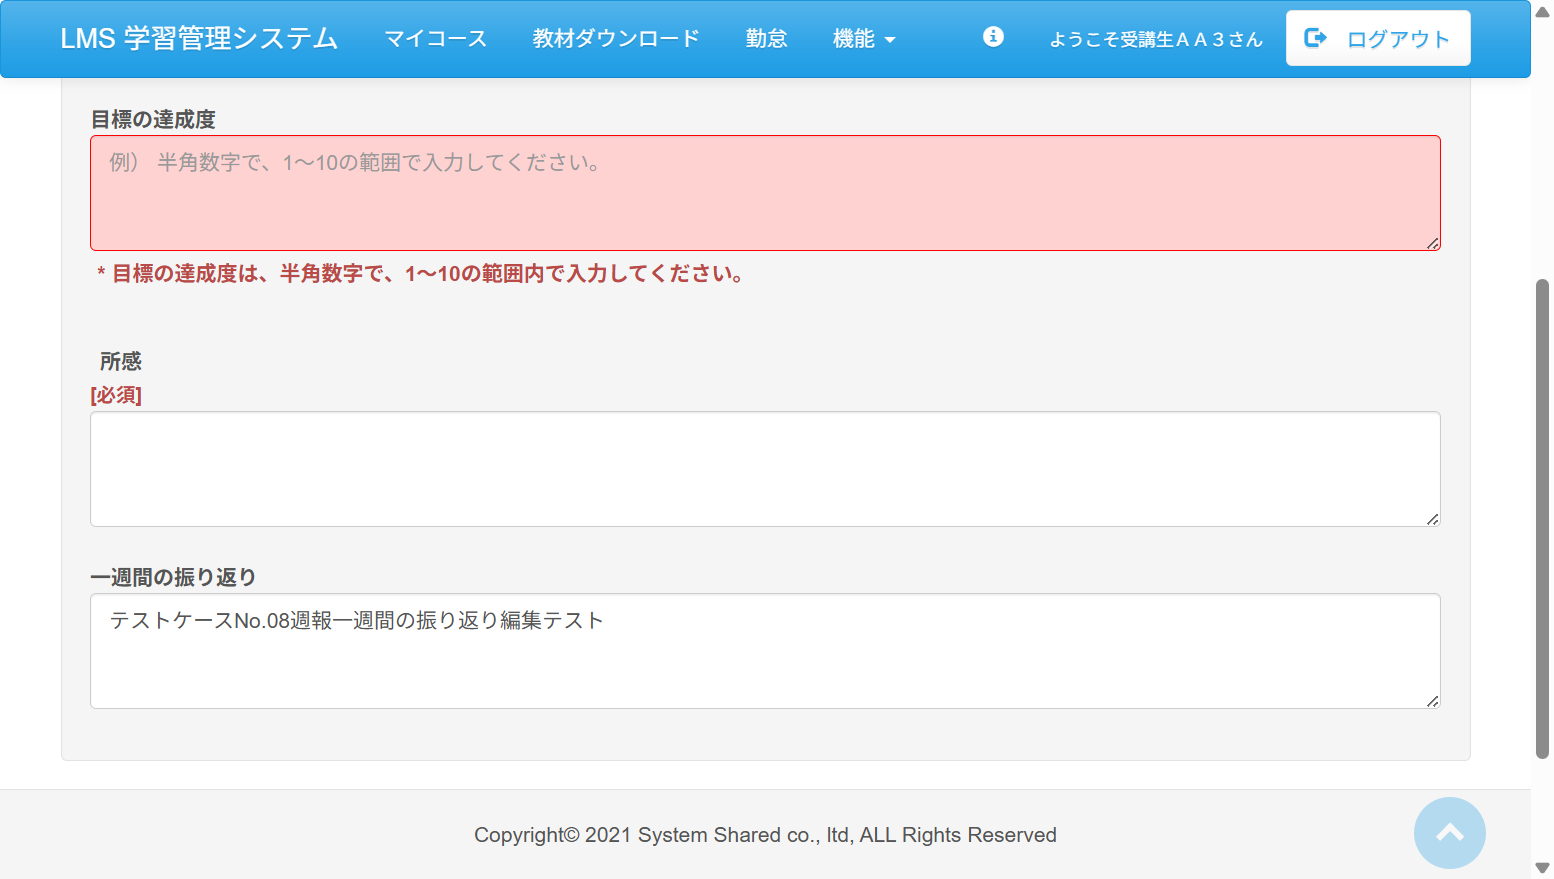 LMS 学習管理システム マイコース 教材ダウンロード 勤怠 機能 ようこそ受講生ＡＡ３さん ログアウト
目標の達成度
例） 半角数字で、1～10の範囲で入力してください。
* 目標の達成度は、半角数字で、1～10の範囲内で入力してください。
所感
[必須]
一週間の振り返り
テストケースNo.08週報一週間の振り返り編集テスト
Copyright© 2021 System Shared co., ltd, ALL Rights Reserved